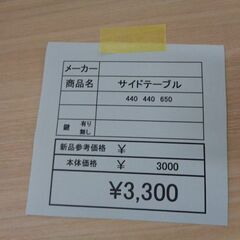 メーカー
商品名 サイドテーブル
440 440 650
鍵 有り 無し
新品参考価格 ¥
本体価格 ¥ 3000
¥3,300